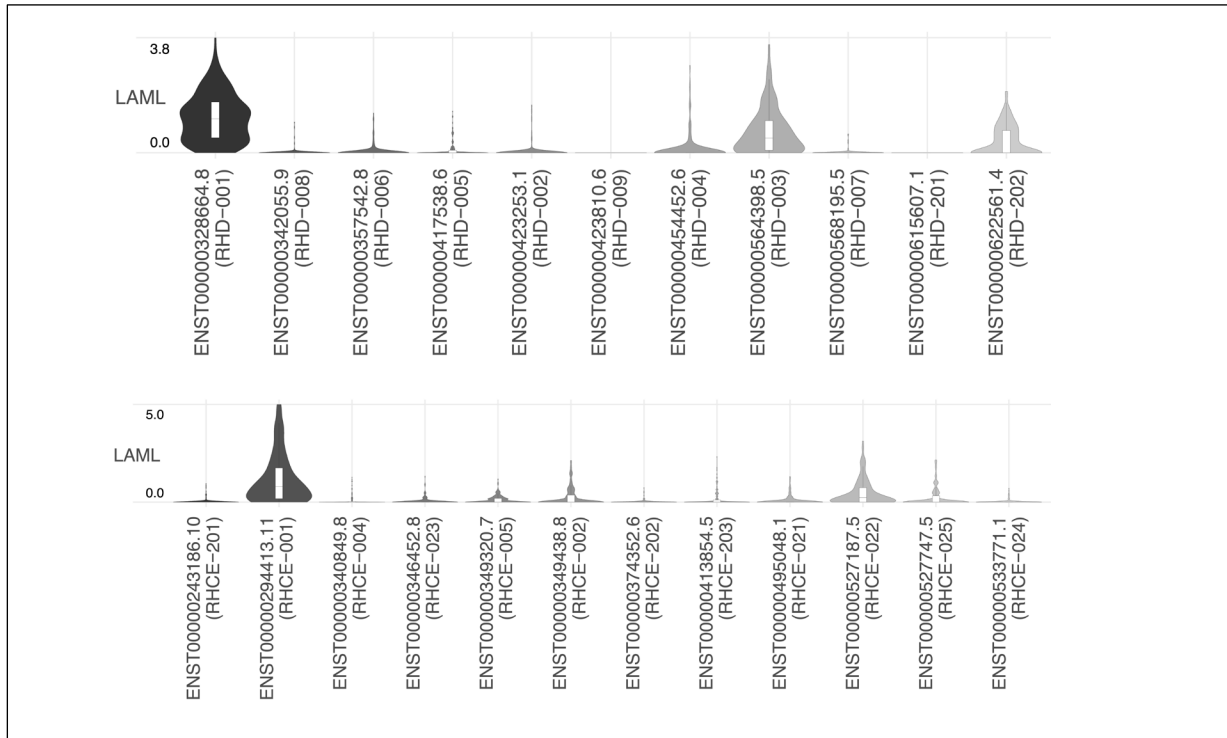 3.8
LAML
0.0
ENST00000328664.8
(RHD-001)
ENST00000342055.9
(RHD-008)
ENST00000357542.8
(RHD-006)
ENST00000417538.6
(RHD-005)
ENST00000423253.1
(RHD-002)
ENST00000423810.6
(RHD-009)
ENST00000454452.6
(RHD-004)
ENST00000564398.5
(RHD-003)
ENST00000568195.5
(RHD-007)
ENST00000615607.1
(RHD-201)
ENST00000622561.4
(RHD-202)
5.0
LAML
0.0
ENST00000243186.10
(RHCE-201)
ENST00000294413.11
(RHCE-001)
ENST00000340849.8
(RHCE-004)
ENST00000346452.8
(RHCE-023)
ENST00000349320.7
(RHCE-005)
ENST00000349438.8
(RHCE-002)
ENST00000374352.6
(RHCE-202)
ENST00000413854.5
(RHCE-203)
ENST00000495048.1
(RHCE-021)
ENST00000527187.5
(RHCE-022)
ENST00000527747.5
(RHCE-025)
ENST00000533771.1
(RHCE-024)